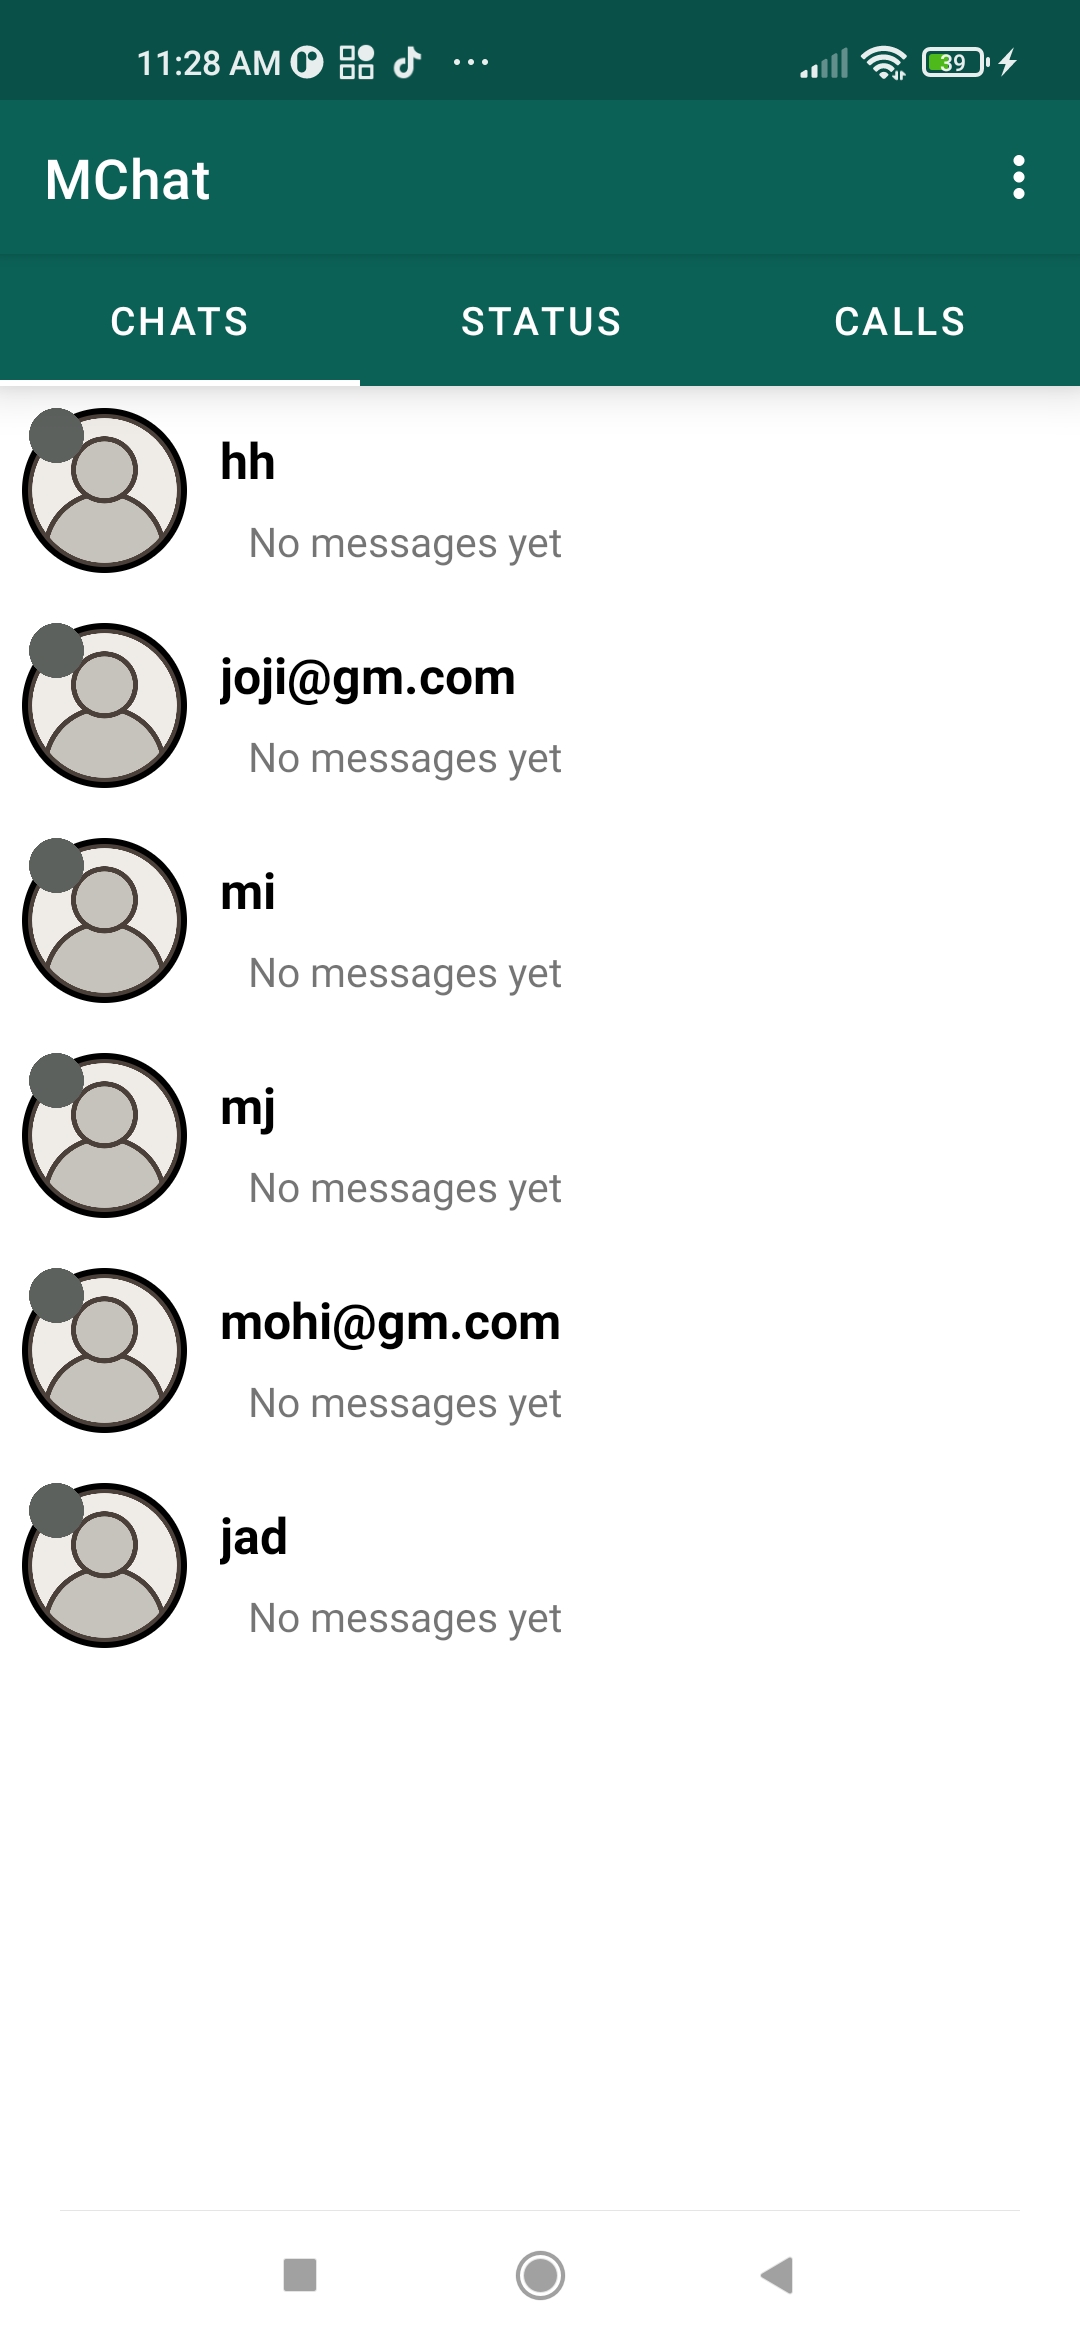 11:28 AM
39
MChat
CHATS STATUS CALLS
hh
No messages yet
joji@gm.com
No messages yet
mi
No messages yet
mj
No messages yet
mohi@gm.com
No messages yet
jad
No messages yet